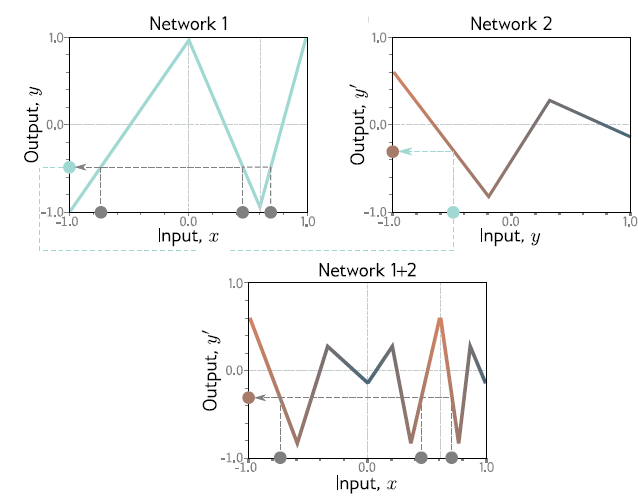 Network 1
1.0
0.0
-1.0
-1.0
0.0
1.0
Output, y
Input, x
Network 2
1.0
0.0
-1.0
-1.0
0.0
1.0
Output, y′
Input, y
Network 1+2
1.0
0.0
-1.0
-1.0
0.0
1.0
Output, y′
Input, x